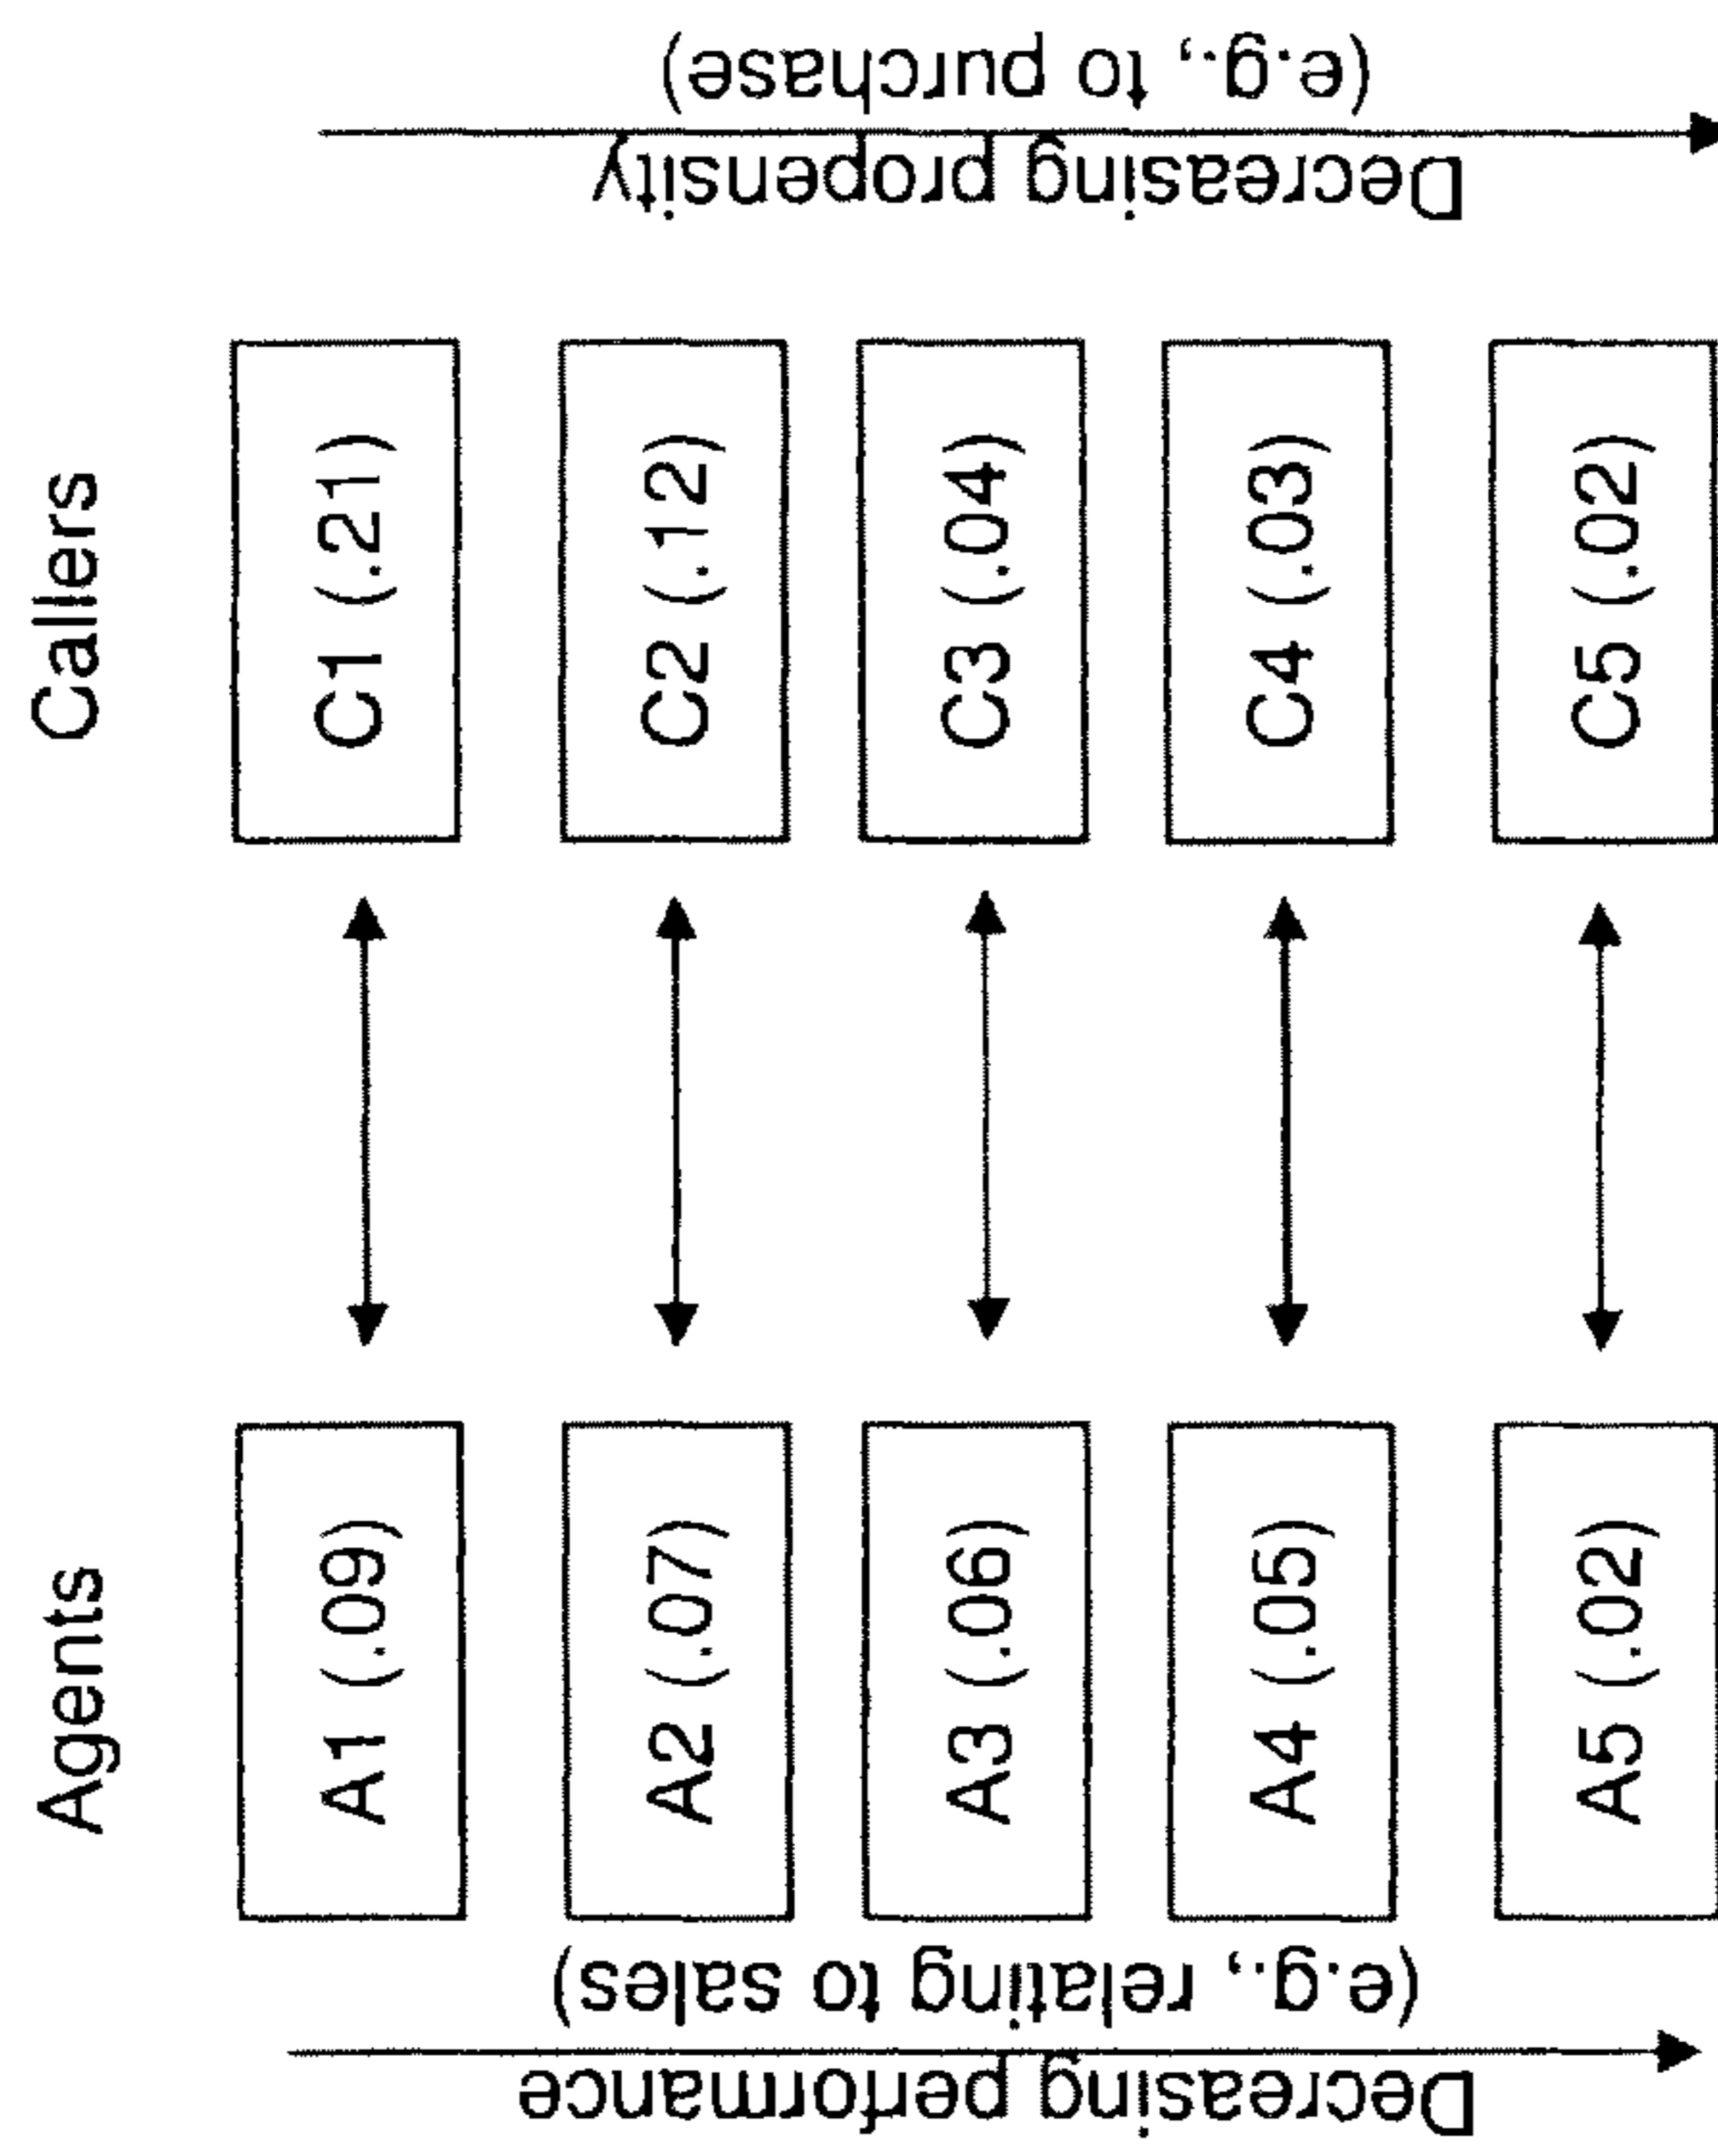 Agents
Callers
A1 (.09)
C1 (.21)
A2 (.07)
C2 (.12)
A3 (.06)
C3 (.04)
A4 (.05)
C4 (.03)
A5 (.02)
C5 (.02)
Decreasing performance
(e.g., relating to sales)
Decreasing propensity
(e.g., to purchase)